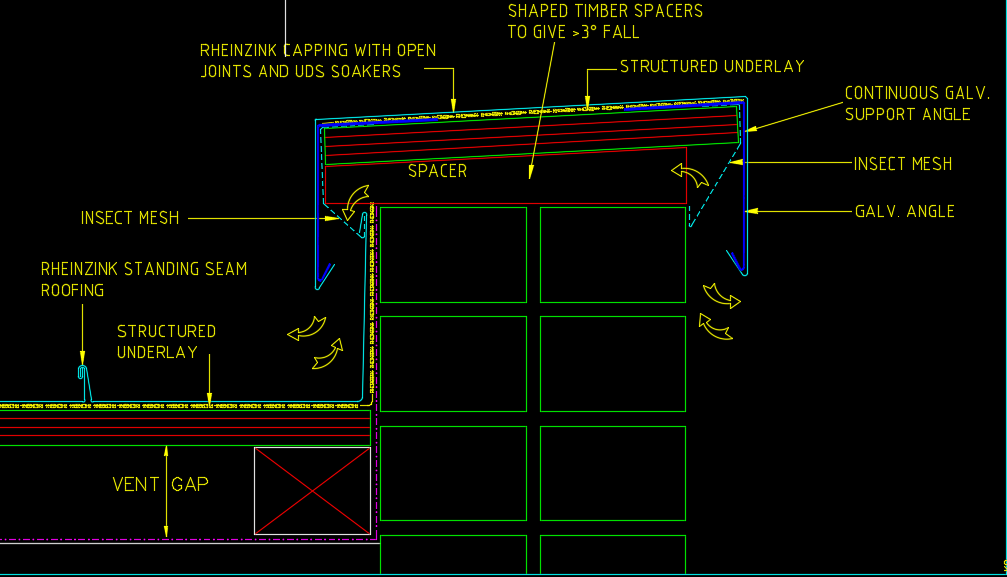 SHAPED TIMBER SPACERS
TO GIVE >3° FALL
RHEINZINK CAPPING WITH OPEN
JOINTS AND UDS SOAKERS
STRUCTURED UNDERLAY
CONTINUOUS GALV.
SUPPORT ANGLE
SPACER
INSECT MESH
INSECT MESH
GALV. ANGLE
RHEINZINK STANDING SEAM
ROOFING
STRUCTURED
UNDERLAY
VENT GAP